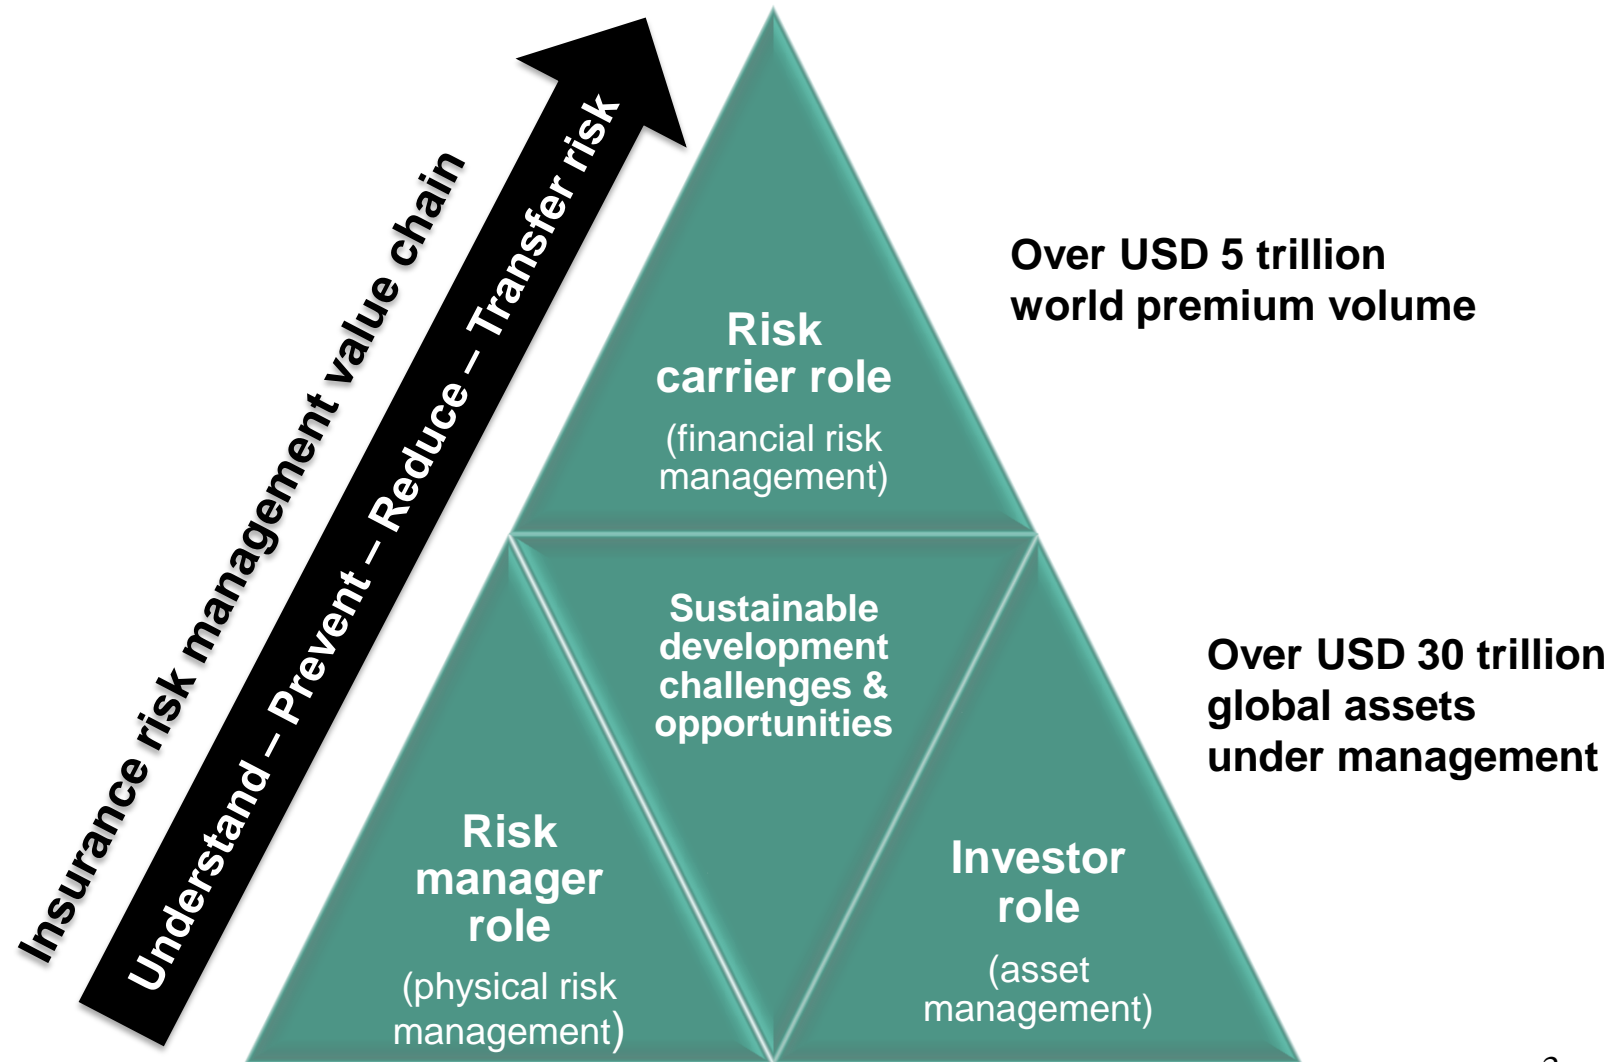 Insurance risk management value chain
Understand – Prevent – Reduce – Transfer risk
Risk
carrier role
(financial risk
management)
Over USD 5 trillion
world premium volume
Sustainable
development
challenges &
opportunities
Over USD 30 trillion
global assets
under management
Risk
manager
role
(physical risk
management)
Investor
role
(asset
management)